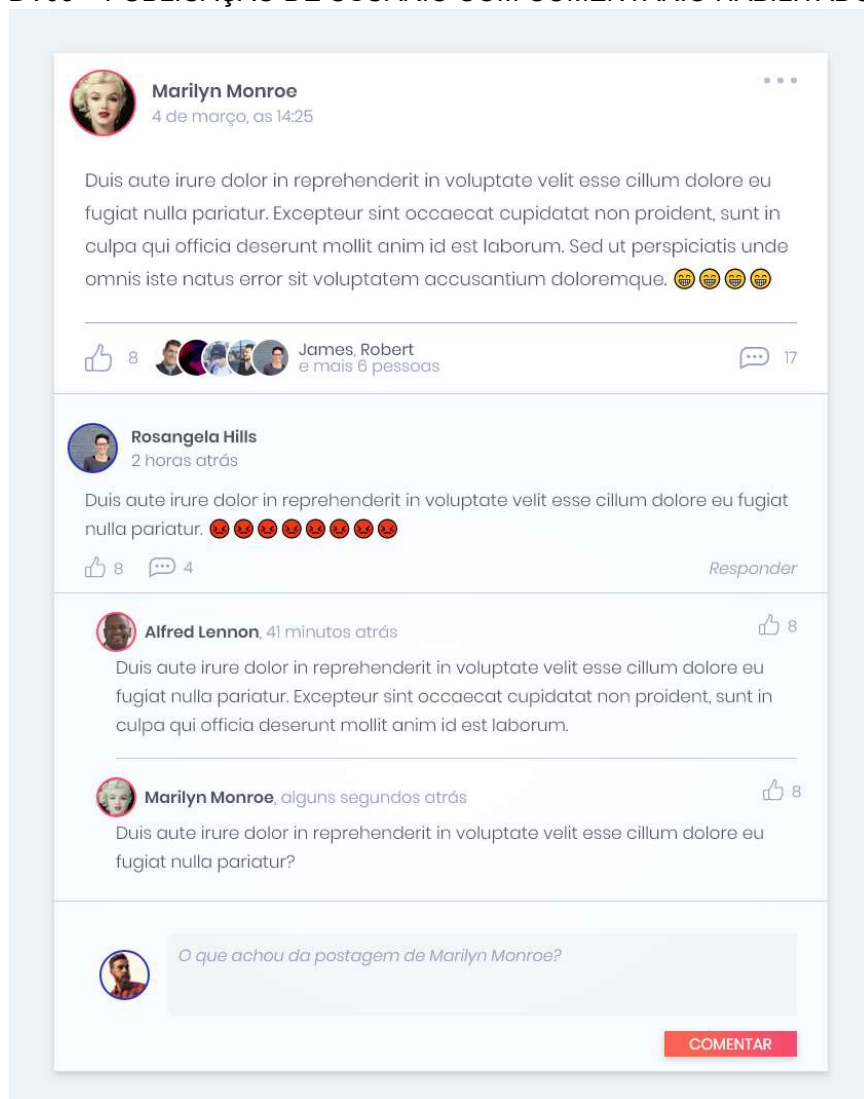 Marilyn Monroe
4 de março, as 14:25
Duis aute irure dolor in reprehenderit in voluptate velit esse cillum dolore eu
fugiat nulla pariatur. Excepteur sint occaecat cupidatat non proident, sunt in
culpa qui officia deserunt mollit anim id est laborum. Sed ut perspiciatis unde
omnis iste natus error sit voluptatem accusantium doloremque. 😁😁😁😁
8 James, Robert
e mais 6 pessoas
17
Rosangela Hills
2 horas atrás
Duis aute irure dolor in reprehenderit in voluptate velit esse cillum dolore eu fugiat
nulla pariatur. 😡😡😡😡😡😡😡😡
8 4 Responder
Alfred Lennon, 41 minutos atrás 8
Duis aute irure dolor in reprehenderit in voluptate velit esse cillum dolore eu
fugiat nulla pariatur. Excepteur sint occaecat cupidatat non proident, sunt in
culpa qui officia deserunt mollit anim id est laborum.
Marilyn Monroe, alguns segundos atrás 8
Duis aute irure dolor in reprehenderit in voluptate velit esse cillum dolore eu
fugiat nulla pariatur?
O que achou da postagem de Marilyn Monroe?
COMENTAR